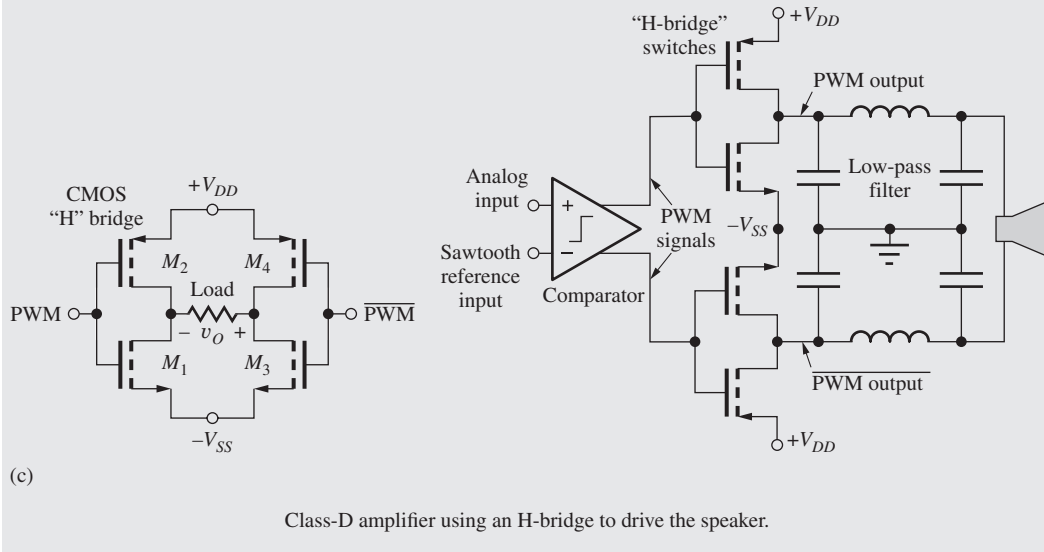 CMOS
“H” bridge
+V_DD
M_2
M_4
Load
PWM
– v_O +
\overline{PWM}
M_1
M_3
–V_SS
(c)
“H-bridge”
switches
+V_DD
PWM output
Low-pass
filter
Analog
input
+
PWM
signals
–V_SS
Sawtooth
reference
input
–
Comparator
\overline{PWM output}
+V_DD
Class-D amplifier using an H-bridge to drive the speaker.